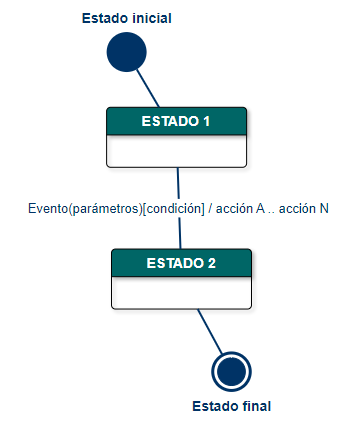 Estado inicial
ESTADO 1
Evento(parámetros)[condición] / acción A .. acción N
ESTADO 2
Estado final